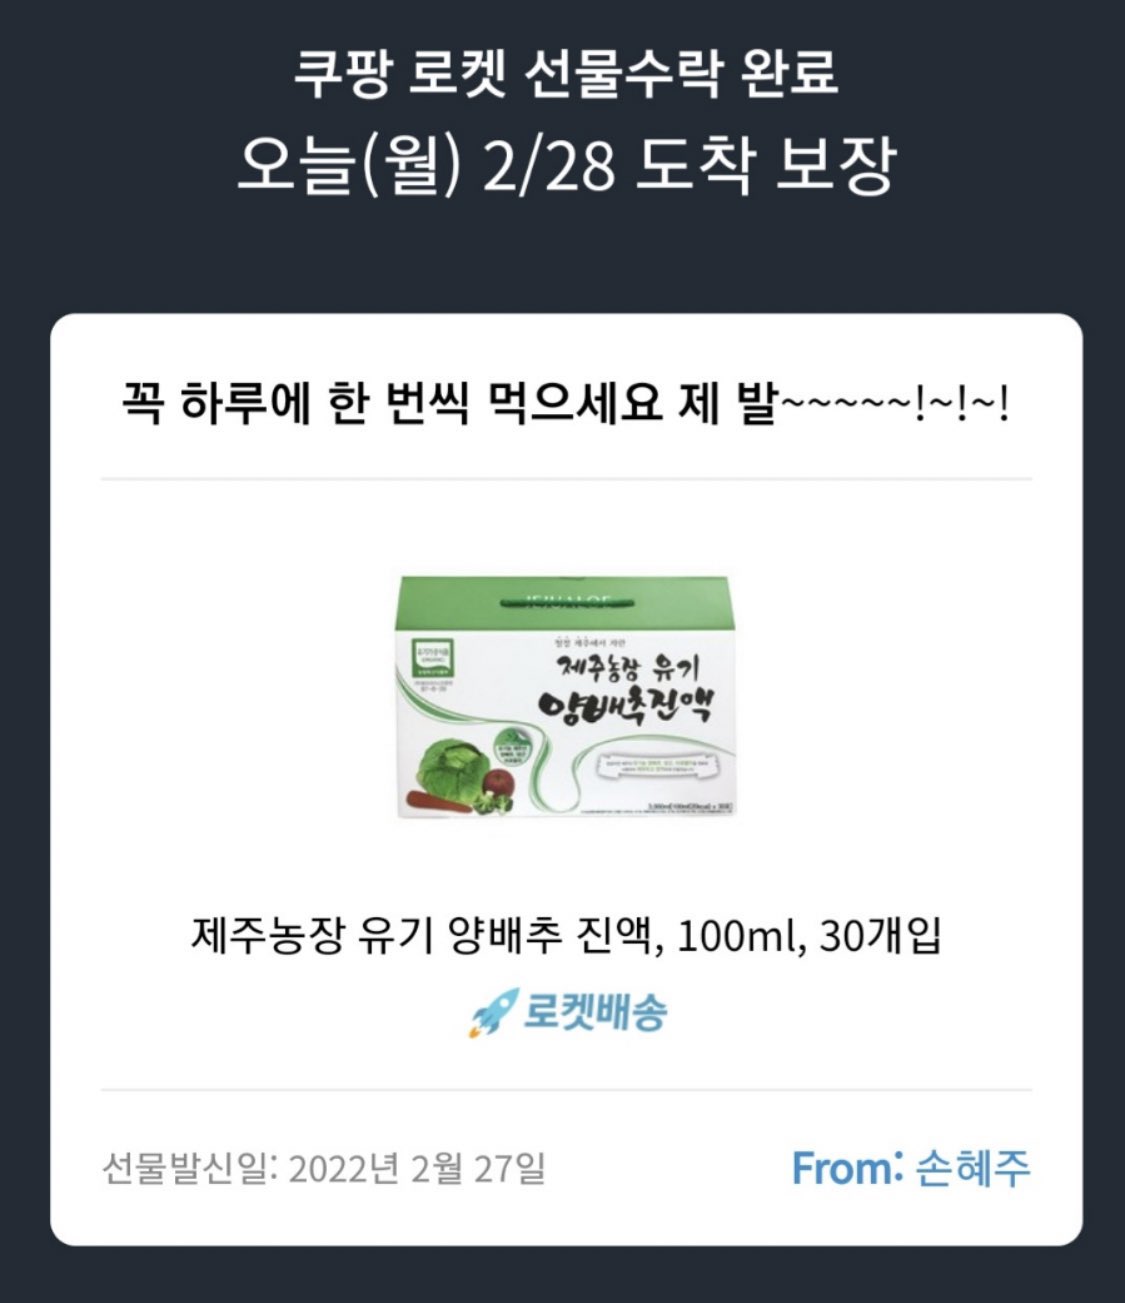 쿠팡 로켓 선물수락 완료
오늘(월) 2/28 도착 보장
꼭 하루에 한 번씩 먹으세요 제 발~~~~~!~!~!
청정 제주에서 자란
제주농장 유기
양배추진액
제주농장 유기 양배추 진액, 100ml, 30개입
로켓배송
선물발신일: 2022년 2월 27일
From: 손혜주